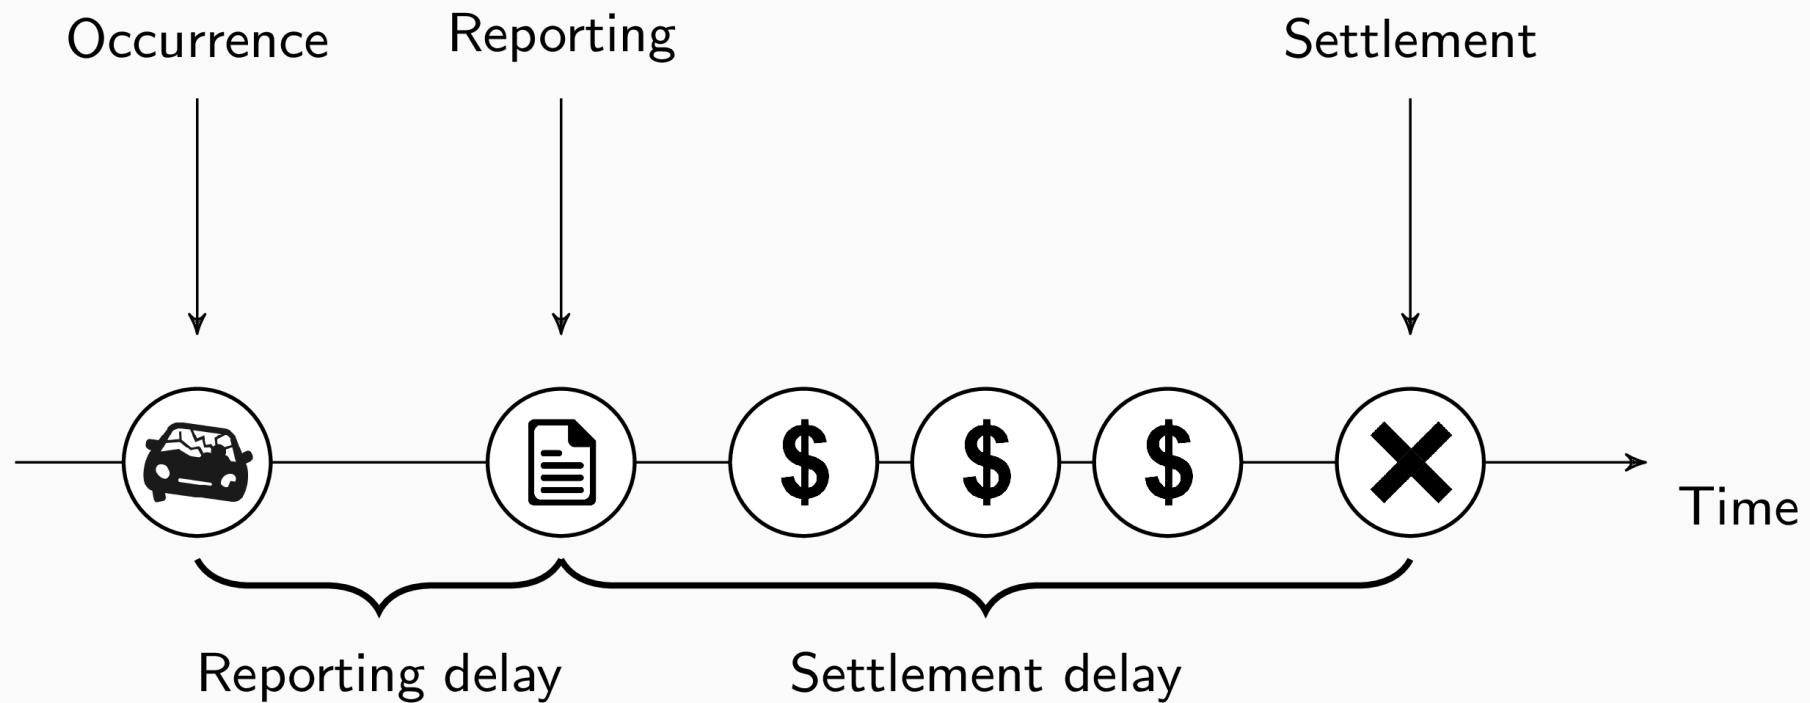 Occurrence
Reporting
Settlement
$ $ $
Time
Reporting delay
Settlement delay